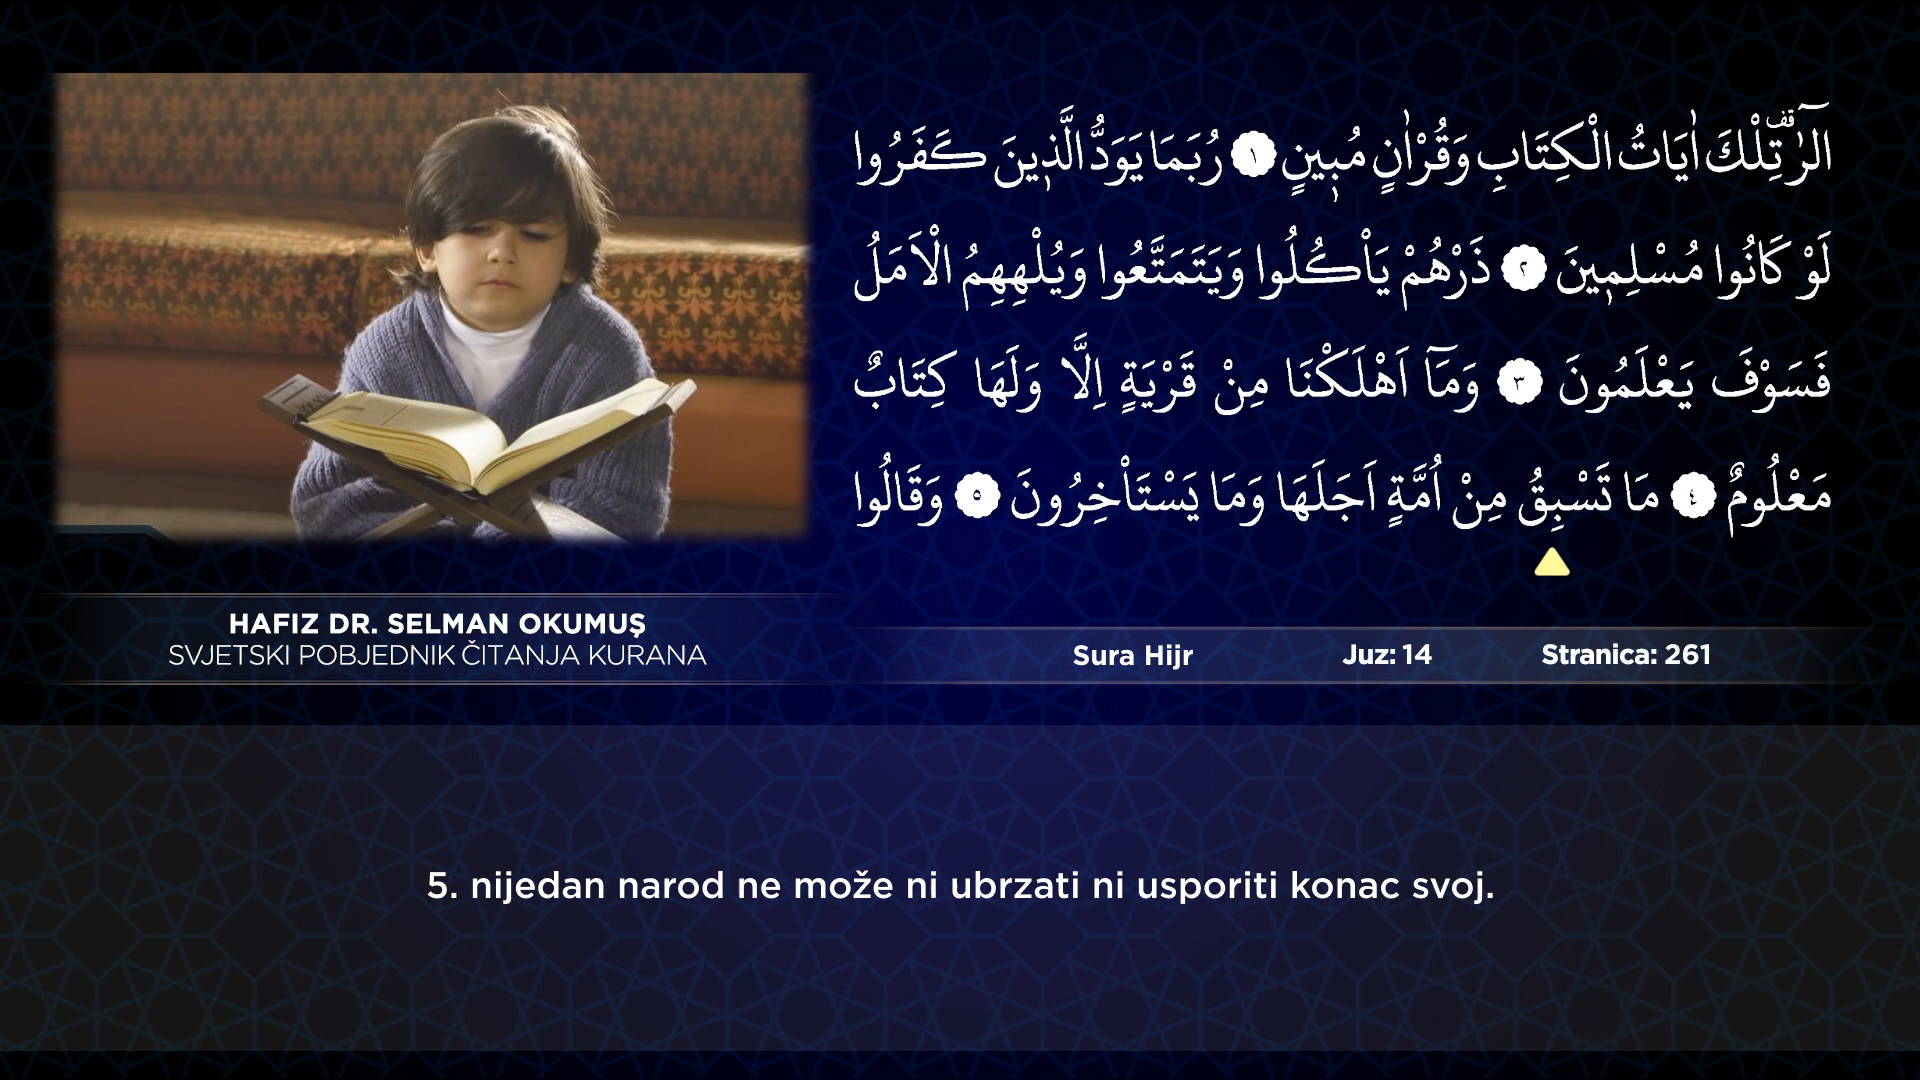 الٓرٰ ࣞ تِلْكَ اٰيَاتُ الْكِتَابِ وَقُرْاٰنٍ مُب۪ينٍ ١ رُبَمَا يَوَدُّ الَّذ۪ينَ كَفَرُوا
لَوْ كَانُوا مُسْلِم۪ينَ ٢ ذَرْهُمْ يَاْكُلُوا وَيَتَمَتَّعُوا وَيُلْهِهِمُ الْاَمَلُ
فَسَوْفَ يَعْلَمُونَ ٣ وَمَٓا اَهْلَكْنَا مِنْ قَرْيَةٍ اِلَّا وَلَهَا كِتَابٌ
مَعْلُومٌ ٤ مَا تَسْبِقُ مِنْ اُمَّةٍ اَجَلَهَا وَمَا يَسْتَاْخِرُونَ ٥ وَقَالُوا
HAFIZ DR. SELMAN OKUMUŞ
SVJETSKI POBJEDNIK ČITANJA KURANA
Sura Hijr Juz: 14 Stranica: 261
5. nijedan narod ne može ni ubrzati ni usporiti konac svoj.